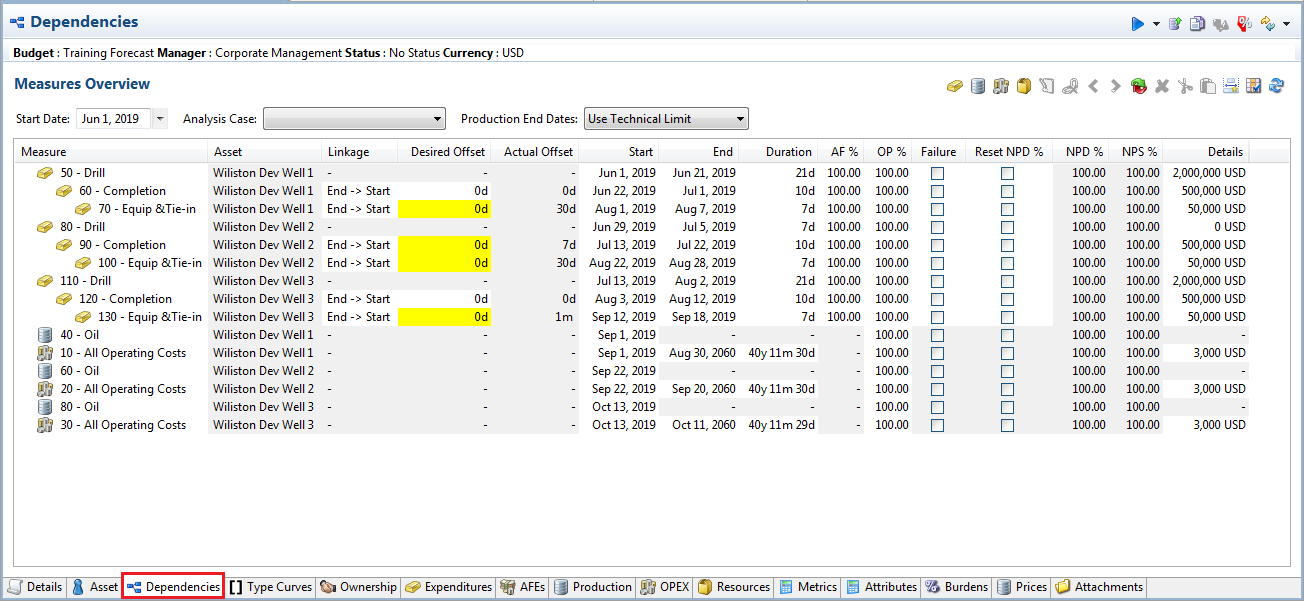 Dependencies
Budget : Training Forecast Manager : Corporate Management Status : No Status Currency : USD
Measures Overview
Start Date: Jun 1, 2019 Analysis Case: Production End Dates: Use Technical Limit
Measure Asset Linkage Desired Offset Actual Offset Start End Duration AF % OP % Failure Reset NPD % NPD % NPS % Details
50 - Drill Wiliston Dev Well 1 - - - Jun 1, 2019 Jun 21, 2019 21d 100.00 100.00 100.00 100.00 2,000,000 USD
60 - Completion Wiliston Dev Well 1 End -> Start 0d 0d Jun 22, 2019 Jul 1, 2019 10d 100.00 100.00 100.00 100.00 500,000 USD
70 - Equip &Tie-in Wiliston Dev Well 1 End -> Start 0d 30d Aug 1, 2019 Aug 7, 2019 7d 100.00 100.00 100.00 100.00 50,000 USD
80 - Drill Wiliston Dev Well 2 - - - Jun 29, 2019 Jul 5, 2019 7d 100.00 100.00 100.00 100.00 0 USD
90 - Completion Wiliston Dev Well 2 End -> Start 0d 7d Jul 13, 2019 Jul 22, 2019 10d 100.00 100.00 100.00 100.00 500,000 USD
100 - Equip &Tie-in Wiliston Dev Well 2 End -> Start 0d 30d Aug 22, 2019 Aug 28, 2019 7d 100.00 100.00 100.00 100.00 50,000 USD
110 - Drill Wiliston Dev Well 3 - - - Jul 13, 2019 Aug 2, 2019 21d 100.00 100.00 100.00 100.00 2,000,000 USD
120 - Completion Wiliston Dev Well 3 End -> Start 0d 0d Aug 3, 2019 Aug 12, 2019 10d 100.00 100.00 100.00 100.00 500,000 USD
130 - Equip &Tie-in Wiliston Dev Well 3 End -> Start 0d 1m Sep 12, 2019 Sep 18, 2019 7d 100.00 100.00 100.00 100.00 50,000 USD
40 - Oil Wiliston Dev Well 1 - - - Sep 1, 2019 - - - 100.00 100.00 100.00 -
10 - All Operating Costs Wiliston Dev Well 1 - - - Sep 1, 2019 Aug 30, 2060 40y 11m 30d - 100.00 100.00 100.00 3,000 USD
60 - Oil Wiliston Dev Well 2 - - - Sep 22, 2019 - - - 100.00 100.00 100.00 -
20 - All Operating Costs Wiliston Dev Well 2 - - - Sep 22, 2019 Sep 20, 2060 40y 11m 30d - 100.00 100.00 100.00 3,000 USD
80 - Oil Wiliston Dev Well 3 - - - Oct 13, 2019 - - - 100.00 100.00 100.00 -
30 - All Operating Costs Wiliston Dev Well 3 - - - Oct 13, 2019 Oct 11, 2060 40y 11m 29d - 100.00 100.00 100.00 3,000 USD
Details Asset Dependencies Type Curves Ownership Expenditures AFEs Production OPEX Resources Metrics Attributes Burdens Prices Attachments